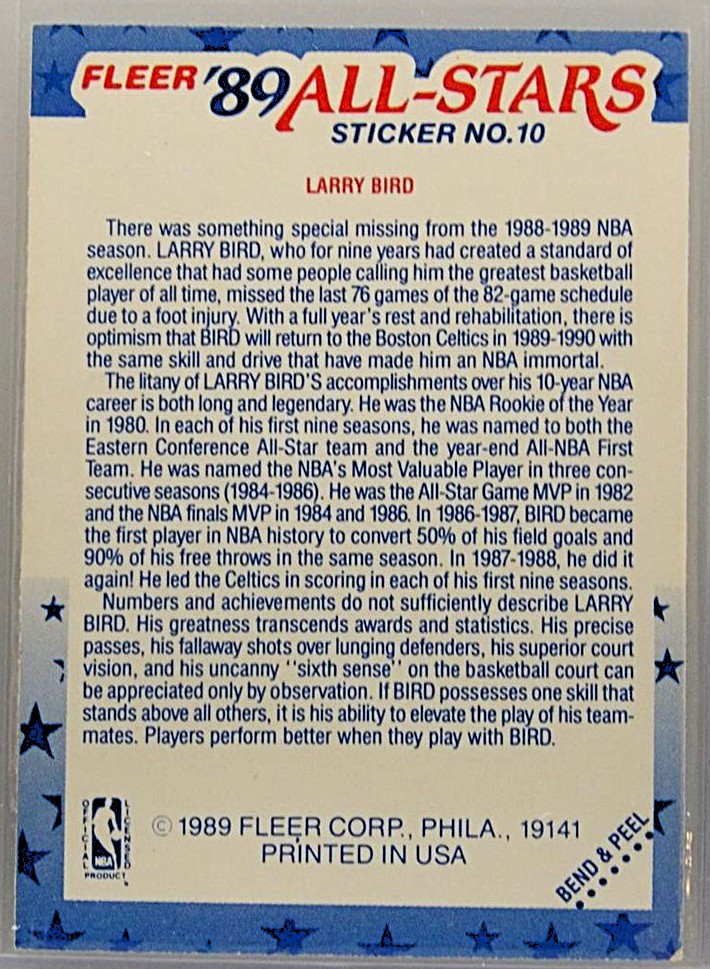 FLEER '89 ALL-STARS
STICKER NO.10
LARRY BIRD
There was something special missing from the 1988-1989 NBA
season. LARRY BIRD, who for nine years had created a standard of
excellence that had some people calling him the greatest basketball
player of all time, missed the last 76 games of the 82-game schedule
due to a foot injury. With a full year's rest and rehabilitation, there is
optimism that BIRD will return to the Boston Celtics in 1989-1990 with
the same skill and drive that have made him an NBA immortal.
The litany of LARRY BIRD'S accomplishments over his 10-year NBA
career is both long and legendary. He was the NBA Rookie of the Year
in 1980. In each of his first nine seasons, he was named to both the
Eastern Conference All-Star team and the year-end All-NBA First
Team. He was named the NBA's Most Valuable Player in three con-
secutive seasons (1984-1986). He was the All-Star Game MVP in 1982
and the NBA finals MVP in 1984 and 1986. In 1986-1987, BIRD became
the first player in NBA history to convert 50% of his field goals and
90% of his free throws in the same season. In 1987-1988, he did it
again! He led the Celtics in scoring in each of his first nine seasons.
Numbers and achievements do not sufficiently describe LARRY
BIRD. His greatness transcends awards and statistics. His precise
passes, his fallaway shots over lunging defenders, his superior court
vision, and his uncanny "sixth sense" on the basketball court can
be appreciated only by observation. If BIRD possesses one skill that
stands above all others, it is his ability to elevate the play of his team-
mates. Players perform better when they play with BIRD.
OFFICIAL LICENSED
NBA
PRODUCT
© 1989 FLEER CORP., PHILA., 19141
PRINTED IN USA
BEND & PEEL